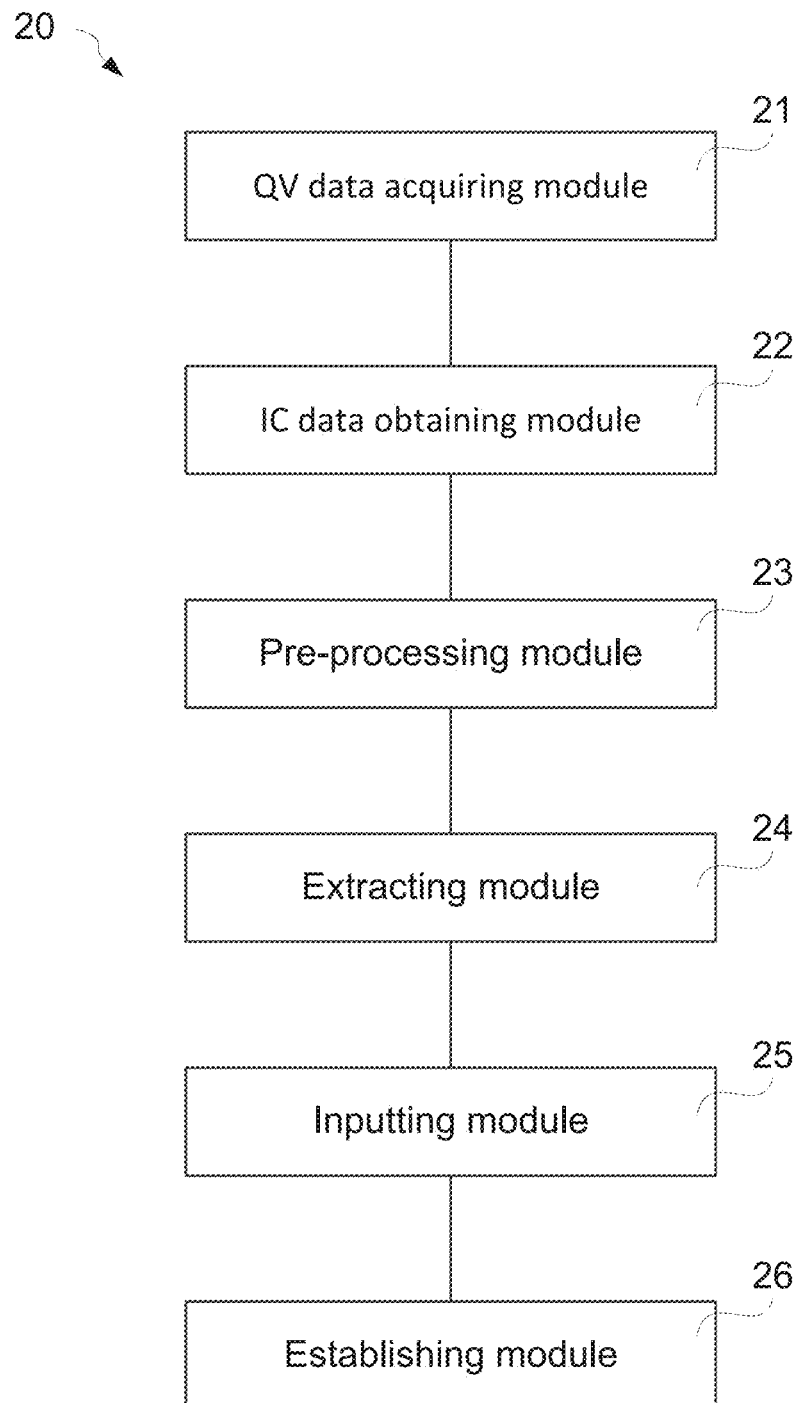 20
21
QV data acquiring module
22
IC data obtaining module
23
Pre-processing module
24
Extracting module
25
Inputting module
26
Establishing module